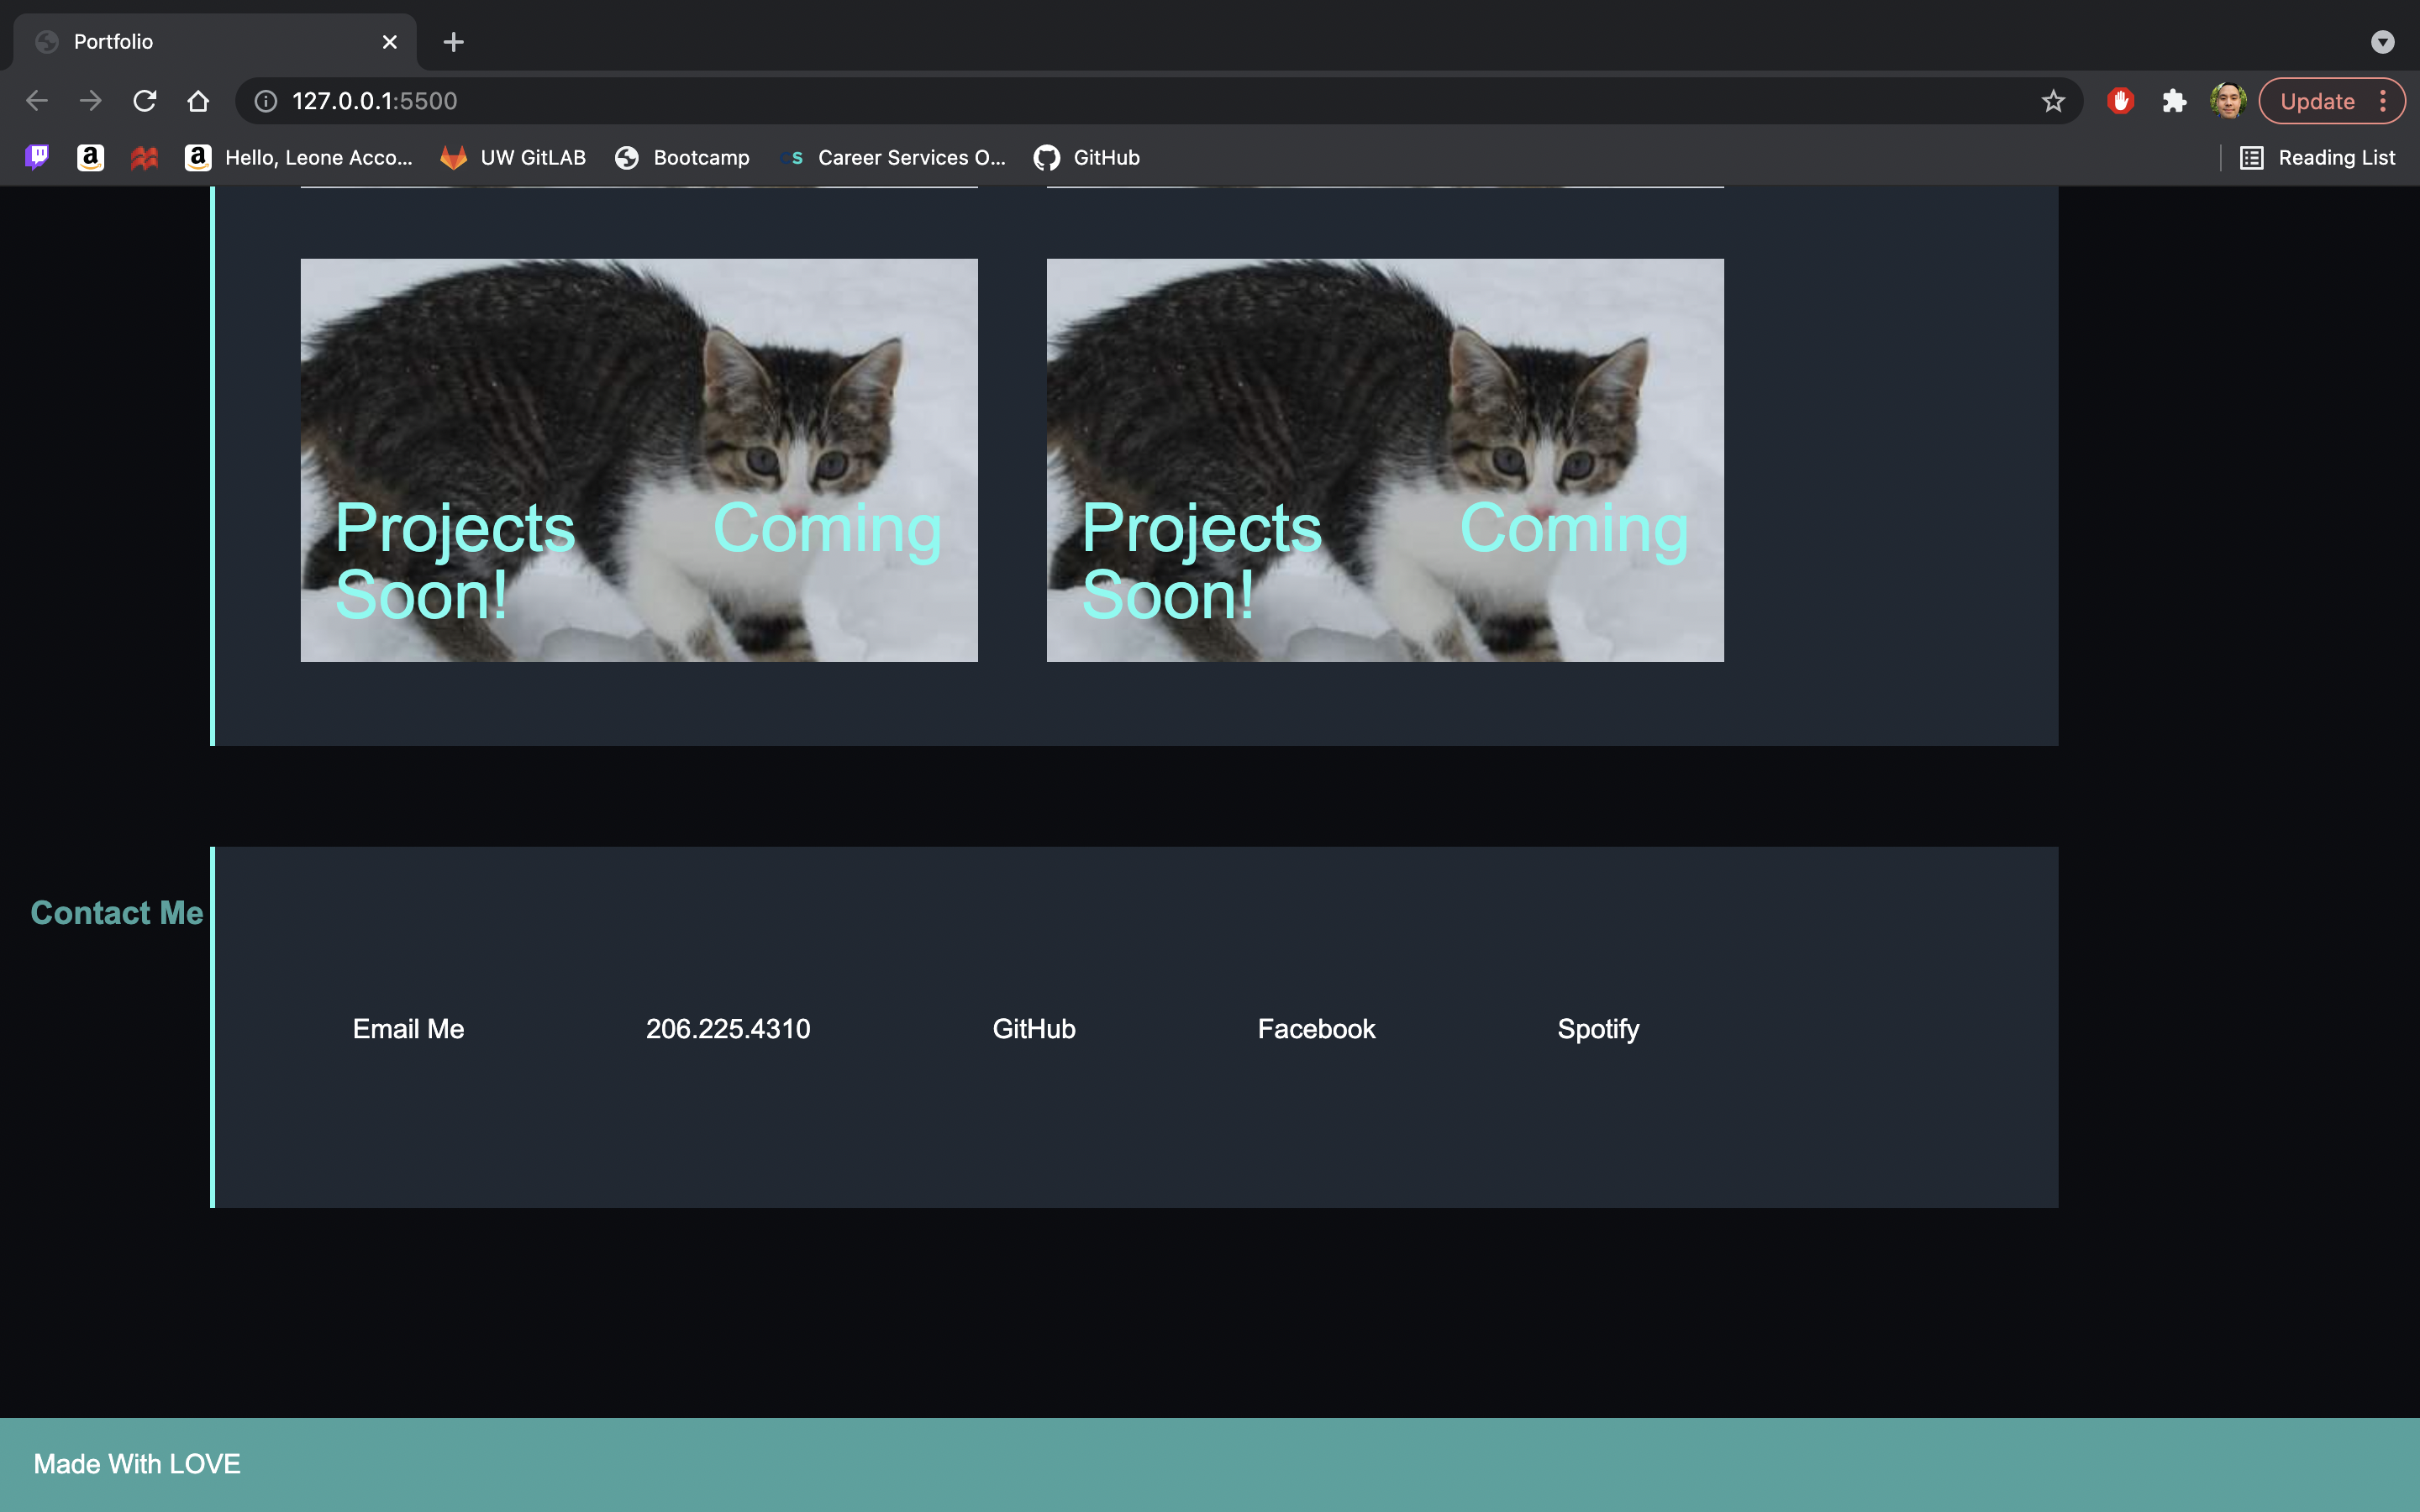 Portfolio
127.0.0.1:5500
Update
Hello, Leone Acco...
UW GitLAB
Bootcamp
CS
Career Services O...
GitHub
Reading List
Projects Coming
Soon!
Projects Coming
Soon!
Contact Me
Email Me
206.225.4310
GitHub
Facebook
Spotify
Made With LOVE